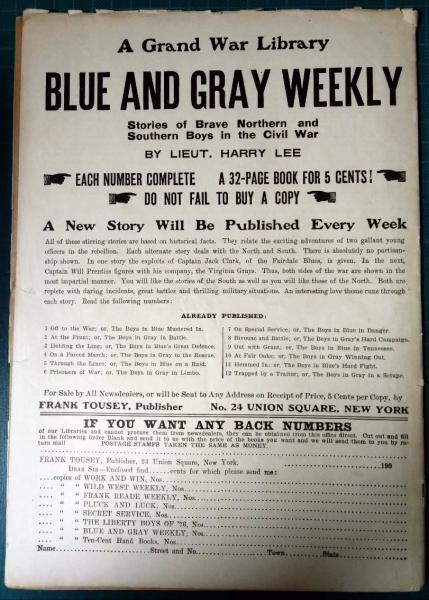 A Grand War Library
BLUE AND GRAY WEEKLY
Stories of Brave Northern and
Southern Boys in the Civil War
BY LIEUT. HARRY LEE
EACH NUMBER COMPLETE A 32-PAGE BOOK FOR 5 CENTS!
DO NOT FAIL TO BUY A COPY
A New Story Will Be Published Every Week
All of these stirring stories are based on historical facts. They relate the exciting adventures of two gallant young
officers in the rebellion. Each alternate story deals with the North and South. There is absolutely no partisan-
ship shown. In one story the exploits of Captain Jack Clark, of the Fairdale Blues, is given. In the next,
Captain Will Prentiss figures with his company, the Virginia Grays. Thus, both sides of the war are shown in the
most impartial manner. You will like the stories of the South as well as you will like those of the North. Both are
replete with daring incidents, great battles and thrilling military situations. An interesting love theme runs through
each story. Read the following numbers:
ALREADY PUBLISHED:
1 Off to the War; or, The Boys in Blue Mustered In.
2 At the Front; or, The Boys in Gray in Battle.
3 Holding the Line; or, The Boys in Blue's Great Defence.
4 On a Forced March; or, The Boys in Gray to the Rescue.
5 Through the Lines; or, The Boys in Blue on a Raid.
6 Prisoners of War; or, The Boys in Gray in Limbo.
7 On Special Service; or, The Boys in Blue in Danger.
8 Bivouac and Battle; or, The Boys in Gray's Hard Campaign.
9 Out with Grant; or, The Boys in Blue in Tennessee.
10 At Fair Oaks; or, The Boys in Gray Winning Out.
11 Hemmed In; or, The Boys in Blue's Hard Fight.
12 Trapped by a Traitor; or, The Boys in Gray in a Scrape.
For Sale by All Newsdealers, or will be Sent to Any Address on Receipt of Price, 5 Cents per Copy, by
FRANK TOUSEY, Publisher No. 24 UNION SQUARE, NEW YORK
IF YOU WANT ANY BACK NUMBERS
of our Libraries and cannot procure them from newsdealers, they can be obtained from this office direct. Cut out and fill
in the following Order Blank and send it to us with the price of the books you want and we will send them to you by re-
turn mail POSTAGE STAMPS TAKEN THE SAME AS MONEY.
FRANK TOUSEY, Publisher, 24 Union Square, New York. 190
DEAR SIR—Enclosed find......cents for which please send me:
....copies of WORK AND WIN, Nos.
.... " " WILD WEST WEEKLY, Nos.
.... " " FRANK READE WEEKLY, Nos.
.... " " PLUCK AND LUCK, Nos.
.... " " SECRET SERVICE, Nos.
.... " " THE LIBERTY BOYS OF '76, Nos.
.... " " BLUE AND GRAY WEEKLY, Nos.
.... " " Ten-Cent Hand Books, Nos.
Name.............Street and No.............Town............State............